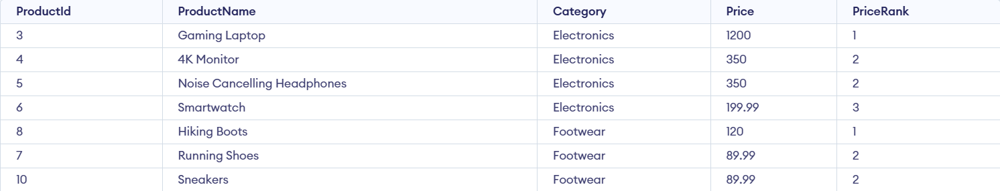 ProductId ProductName Category Price PriceRank
3 Gaming Laptop Electronics 1200 1
4 4K Monitor Electronics 350 2
5 Noise Cancelling Headphones Electronics 350 2
6 Smartwatch Electronics 199.99 3
8 Hiking Boots Footwear 120 1
7 Running Shoes Footwear 89.99 2
10 Sneakers Footwear 89.99 2